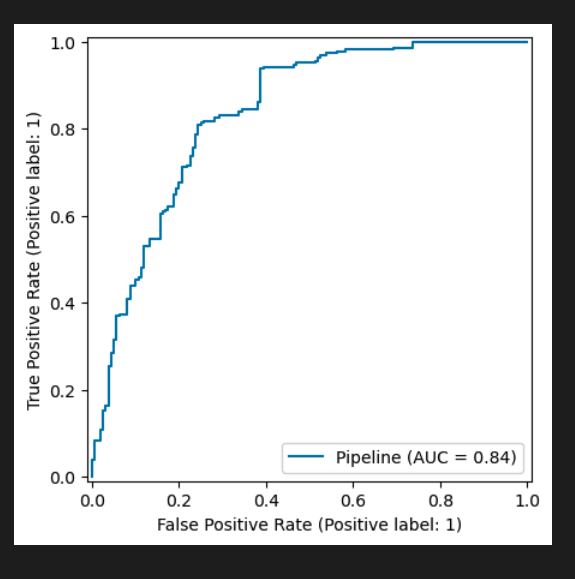 1.0
0.8
0.6
0.4
0.2
0.0
True Positive Rate (Positive label: 1)
Pipeline (AUC = 0.84)
0.0 0.2 0.4 0.6 0.8 1.0
False Positive Rate (Positive label: 1)